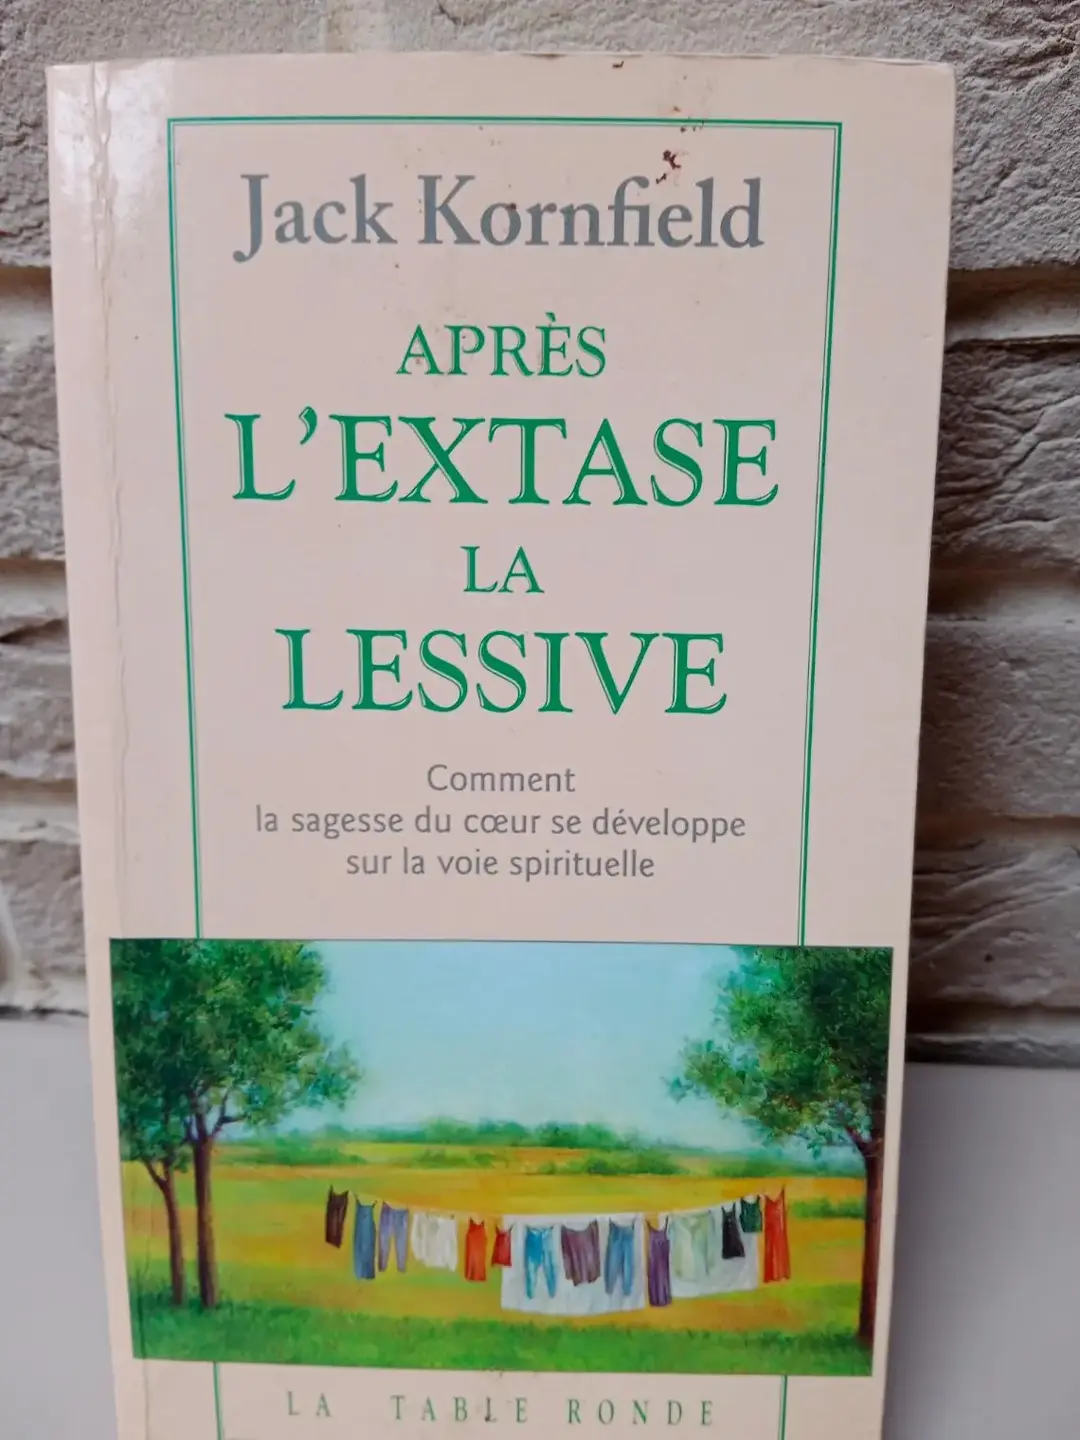 Jack Kornfield
APRÈS
L'EXTASE
LA
LESSIVE
Comment
la sagesse du cœur se développe
sur la voie spirituelle
LA TABLE RONDE